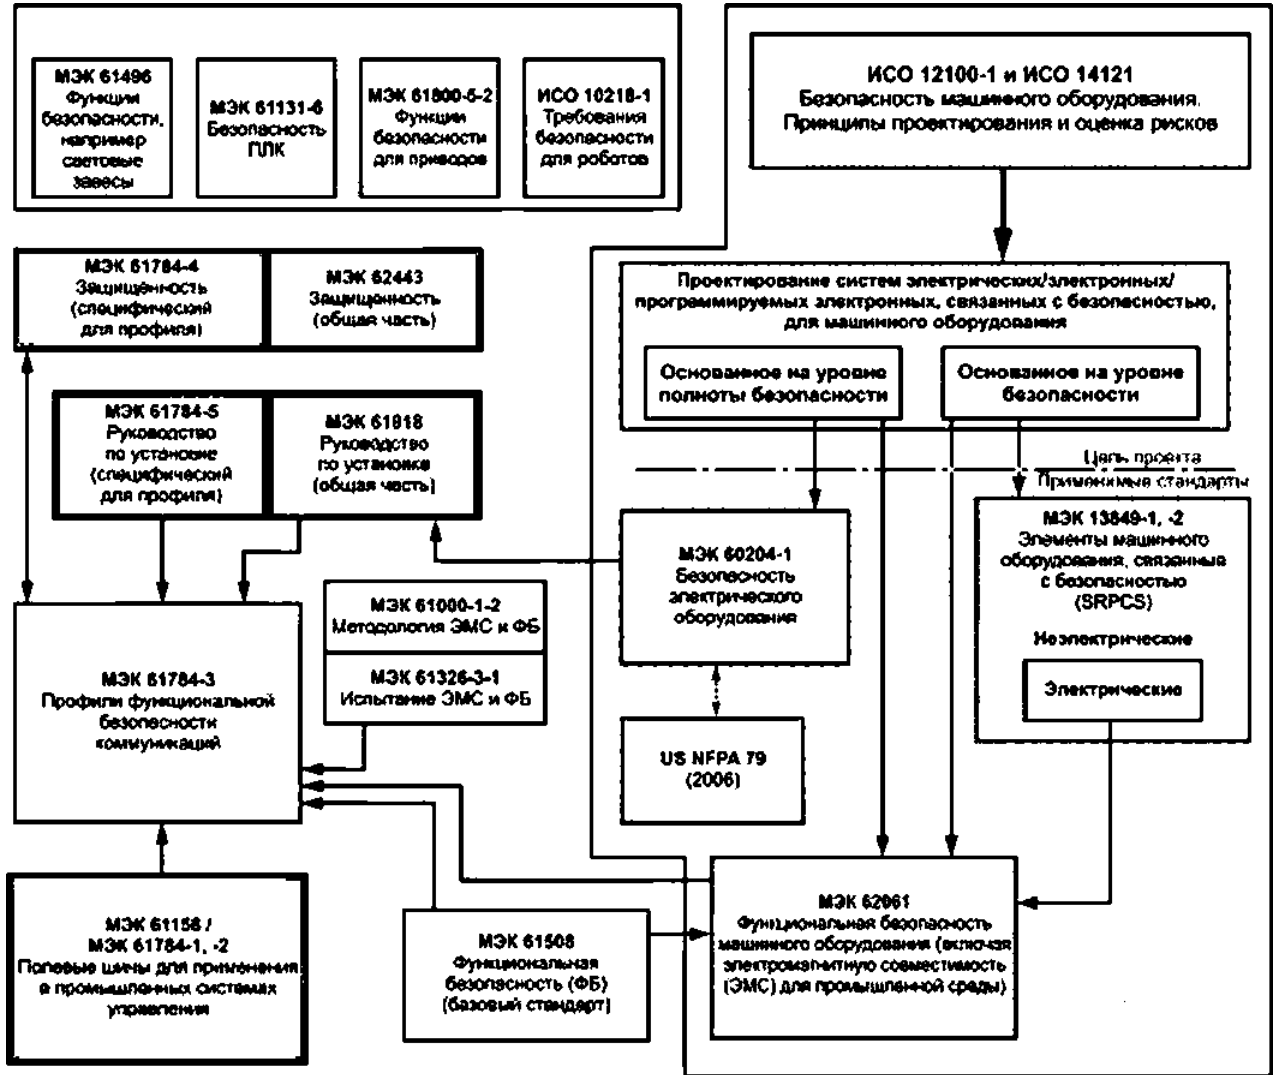 МЭК 61496
Функции
безопасности,
например
световые
завесы
МЭК 61131-6
Безопасность
ПЛК
МЭК 61800-5-2
Функции
безопасности
для приводов
ИСО 10218-1
Требования
безопасности
для роботов
ИСО 12100-1 и ИСО 14121
Безопасность машинного оборудования.
Принципы проектирования и оценка рисков
МЭК 61784-4
Защищенность
(специфический
для профиля)
МЭК 62443
Защищенность
(общая часть)
Проектирование систем электрических/электронных/
программируемых электронных, связанных с безопасностью,
для машинного оборудования
Основанное на уровне
полноты безопасности
Основанное на уровне
безопасности
МЭК 61784-5
Руководство
по установке
(специфический
для профиля)
МЭК 61918
Руководство
по установке
(общая часть)
Цель проекта
Применимые стандарты
МЭК 60204-1
Безопасность
электрического
оборудования
МЭК 13849-1, -2
Элементы машинного
оборудования, связанные
с безопасностью
(SRPCS)
Неэлектрические
Электрические
МЭК 61000-1-2
Методология ЭМС и ФБ
МЭК 61326-3-1
Испытание ЭМС и ФБ
МЭК 61784-3
Профили функциональной
безопасности
коммуникаций
US NFPA 79
(2006)
МЭК 61158 /
МЭК 61784-1, -2
Полевые шины для применения
в промышленных системах
управления
МЭК 61508
Функциональная
безопасность (ФБ)
(базовый стандарт)
МЭК 62061
Функциональная безопасность
машинного оборудования (включая
электромагнитную совместимость
(ЭМС) для промышленной среды)